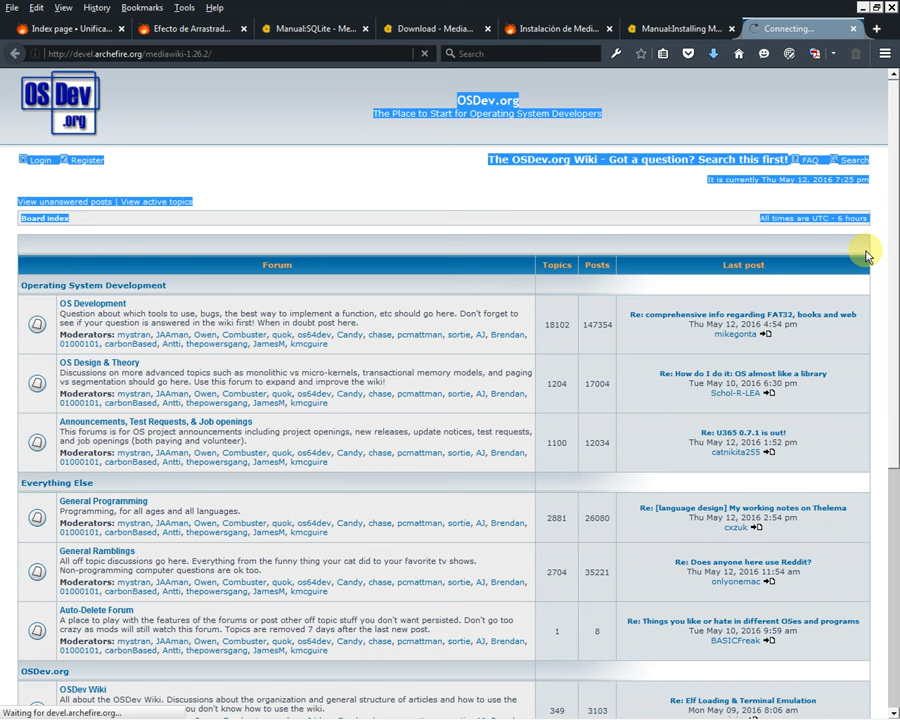 File Edit View History Bookmarks Tools Help
Index page • Unifica... Efecto de Arrastrad... Manual:SQLite - Me... Download - Media... Instalación de Medi... Manual:Installing M... Connecting...
http://devel.archefire.org/mediawiki-1.26.2/ Search
OS Dev .org
OSDev.org
The Place to Start for Operating System Developers
Login Register The OSDev.org Wiki - Got a question? Search this first! FAQ Search
It is currently Thu May 12, 2016 7:25 pm
View unanswered posts | View active topics
Board index All times are UTC - 6 hours
Forum Topics Posts Last post
Operating System Development
OS Development
Question about which tools to use, bugs, the best way to implement a function, etc should go here. Don't forget to
see if your question is answered in the wiki first! When in doubt post here.
Moderators: mystran, JAAman, Owen, Combuster, quok, os64dev, Candy, chase, pcmattman, sortie, AJ, Brendan,
01000101, carbonBased, Antti, thepowersgang, JamesM, kmcguire
18102 147354
Re: comprehensive info regarding FAT32, books and web
Thu May 12, 2016 4:54 pm
mikegonta
OS Design & Theory
Discussions on more advanced topics such as monolithic vs micro-kernels, transactional memory models, and paging
vs segmentation should go here. Use this forum to expand and improve the wiki!
Moderators: mystran, JAAman, Owen, Combuster, quok, os64dev, Candy, chase, pcmattman, sortie, AJ, Brendan,
01000101, carbonBased, Antti, thepowersgang, JamesM, kmcguire
1204 17004
Re: How do I do it: OS almost like a library
Tue May 10, 2016 6:30 pm
Schol-R-LEA
Announcements, Test Requests, & Job openings
This forums is for OS project announcements including project openings, new releases, update notices, test requests,
and job openings (both paying and volunteer).
Moderators: mystran, JAAman, Owen, Combuster, quok, os64dev, Candy, chase, pcmattman, sortie, AJ, Brendan,
01000101, carbonBased, Antti, thepowersgang, JamesM, kmcguire
1100 12034
Re: U365 0.7.1 is out!
Thu May 12, 2016 1:52 pm
catnikita255
Everything Else
General Programming
Programming, for all ages and all languages.
Moderators: mystran, JAAman, Owen, Combuster, quok, os64dev, Candy, chase, pcmattman, sortie, AJ, Brendan,
01000101, carbonBased, Antti, thepowersgang, JamesM, kmcguire
2881 26080
Re: [language design] My working notes on Thelema
Thu May 12, 2016 2:54 pm
cxzuk
General Ramblings
All off topic discussions go here. Everything from the funny thing your cat did to your favorite tv shows.
Non-programming computer questions are ok too.
Moderators: mystran, JAAman, Owen, Combuster, quok, os64dev, Candy, chase, pcmattman, sortie, AJ, Brendan,
01000101, carbonBased, Antti, thepowersgang, JamesM, kmcguire
2704 35221
Re: Does anyone here use Reddit?
Thu May 12, 2016 11:54 am
onlyonemac
Auto-Delete Forum
A place to play with the features of the forums or post other off topic stuff you don't want persisted. Don't go too
crazy as mods will still watch this forum. Topics are removed 7 days after the last new post.
Moderators: mystran, JAAman, Owen, Combuster, quok, os64dev, Candy, chase, pcmattman, sortie, AJ, Brendan,
01000101, carbonBased, Antti, thepowersgang, JamesM, kmcguire
1 8
Re: Things you like or hate in different OSes and programs
Tue May 10, 2016 9:59 am
BASICFreak
OSDev.org
OSDev Wiki
All about the OSDev Wiki. Discussions about the organization and general structure of articles and how to use the
you don't know how to use the wiki.
349 3103
Re: Elf Loading & Terminal Emulation
Mon May 09, 2016 8:06 am
Waiting for devel.archefire.org...